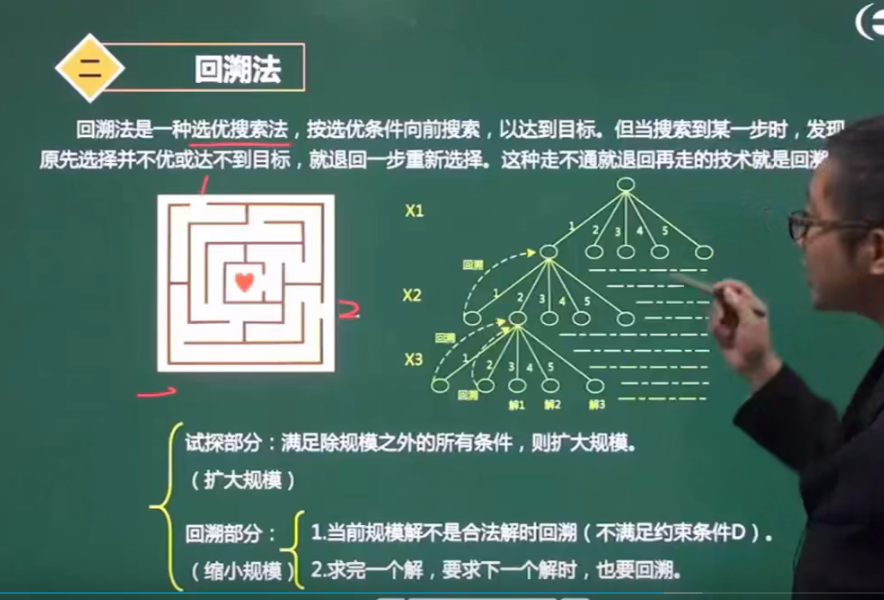 二
回溯法
回溯法是一种选优搜索法，按选优条件向前搜索，以达到目标。但当搜索到某一步时，发现
原先选择并不优或达不到目标，就退回一步重新选择。这种走不通就退回再走的技术就是回溯
1
X1
1 2 3 4 5
回溯
X2
1 2 3 4 5
2
回溯
X3
1 2 3 4 5
回溯
解1 解2 解3
试探部分：满足除规模之外的所有条件，则扩大规模。
（扩大规模）
回溯部分：
1.当前规模解不是合法解时回溯（不满足约束条件D）。
（缩小规模）
2.求完一个解，要求下一个解时，也要回溯。